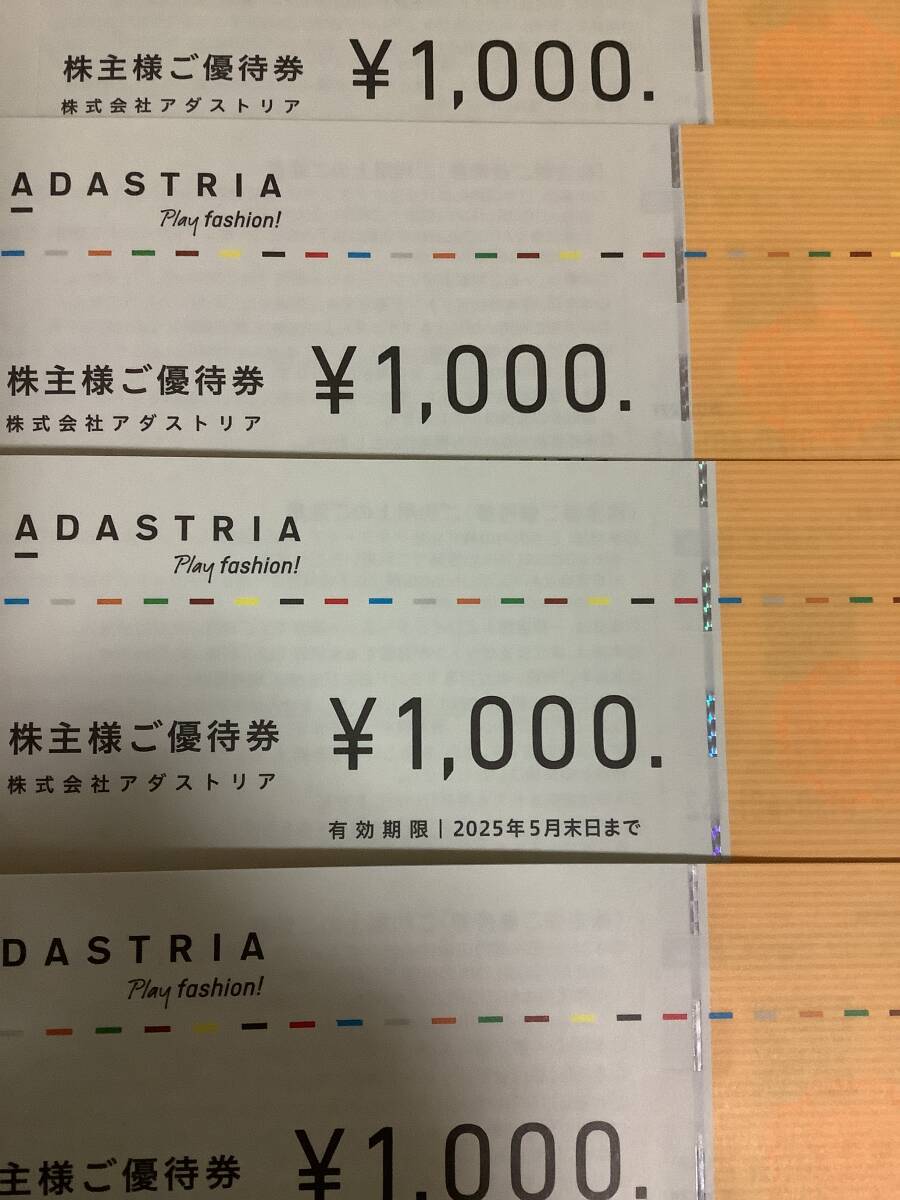 株主様ご優待券 ¥1,000.
株式会社アダストリア
ADASTRIA
Play fashion!
株主様ご優待券 ¥1,000.
株式会社アダストリア
ADASTRIA
Play fashion!
株主様ご優待券 ¥1,000.
株式会社アダストリア
有効期限 | 2025年5月末日まで
DASTRIA
Play fashion!
主様ご優待券 ¥1,000.